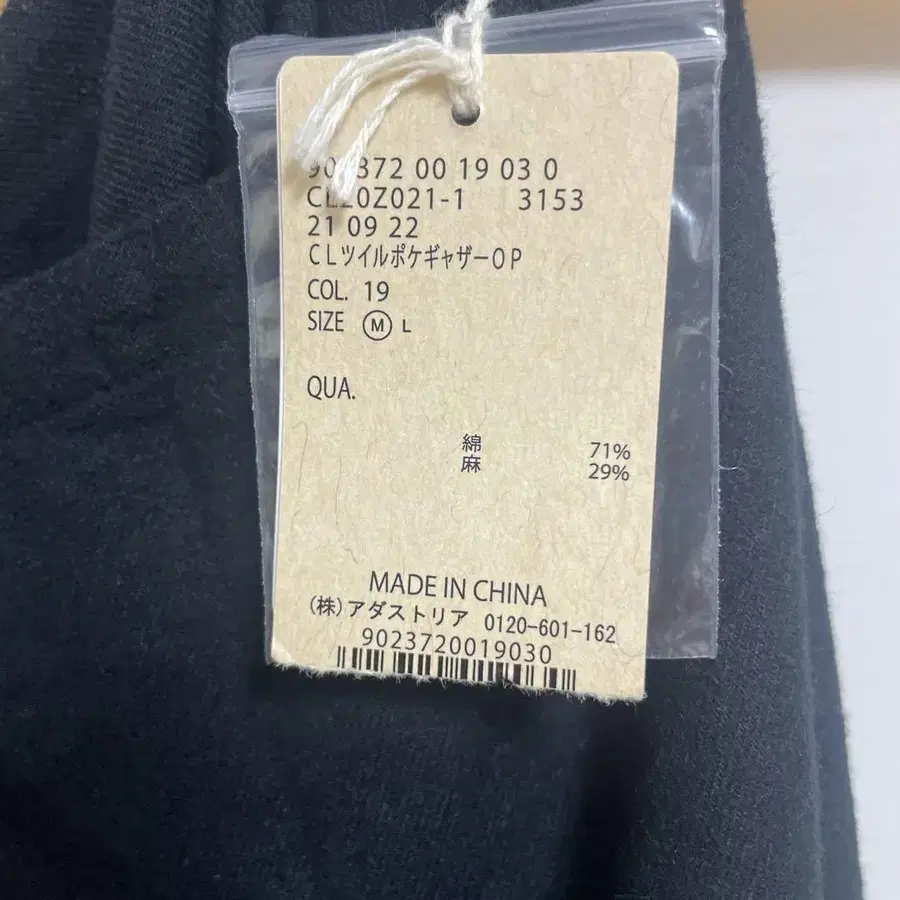 902372 00 19 03 0
CL20Z021-1 3153
21 09 22
CLツイルポケギャザーOP
COL. 19
SIZE M L
QUA.
綿 71%
麻 29%
MADE IN CHINA
(株)アダストリア 0120-601-162
9023720019030